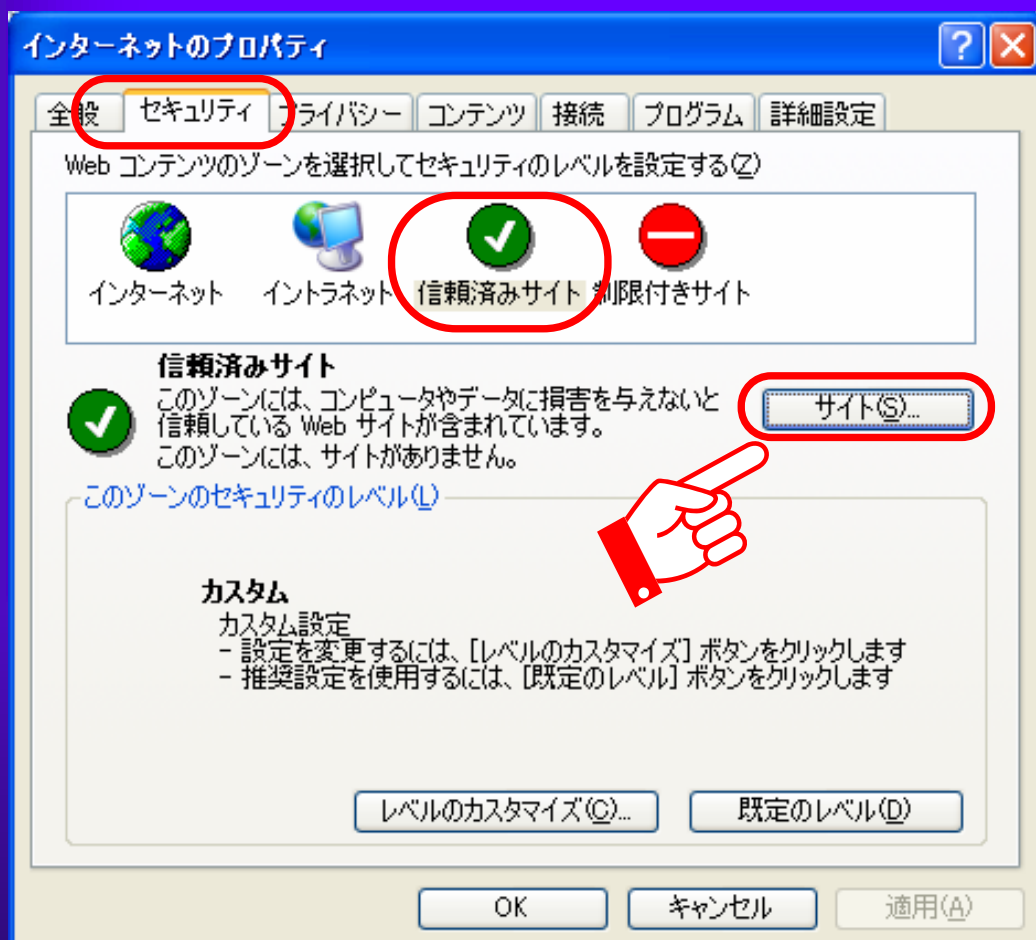 インターネットのプロパティ
全般 セキュリティ プライバシー コンテンツ 接続 プログラム 詳細設定
Web コンテンツのゾーンを選択してセキュリティのレベルを設定する(Z)
インターネット イントラネット 信頼済みサイト 制限付きサイト
信頼済みサイト
このゾーンには、コンピュータやデータに損害を与えないと
信頼している Web サイトが含まれています。
このゾーンには、サイトがありません。
サイト(S)...
このゾーンのセキュリティのレベル(L)
カスタム
カスタム設定
- 設定を変更するには、[レベルのカスタマイズ] ボタンをクリックします
- 推奨設定を使用するには、[既定のレベル] ボタンをクリックします
レベルのカスタマイズ(C)... 既定のレベル(D)
OK キャンセル 適用(A)